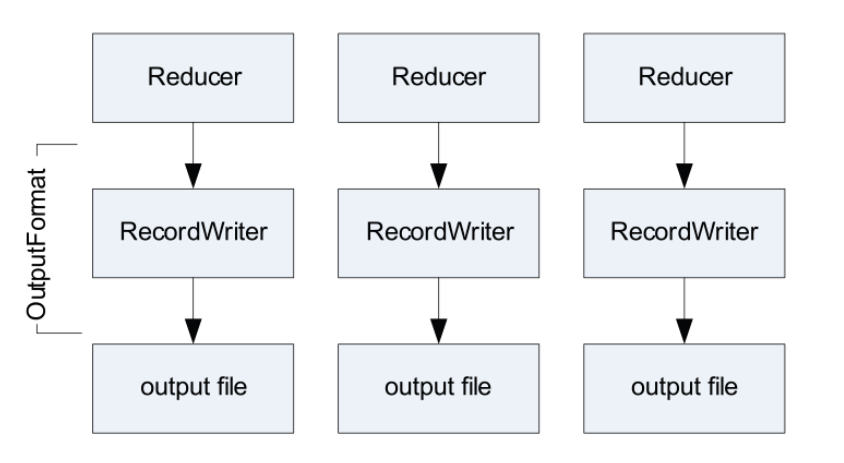 Reducer
Reducer
Reducer
OutputFormat
RecordWriter
RecordWriter
RecordWriter
output file
output file
output file